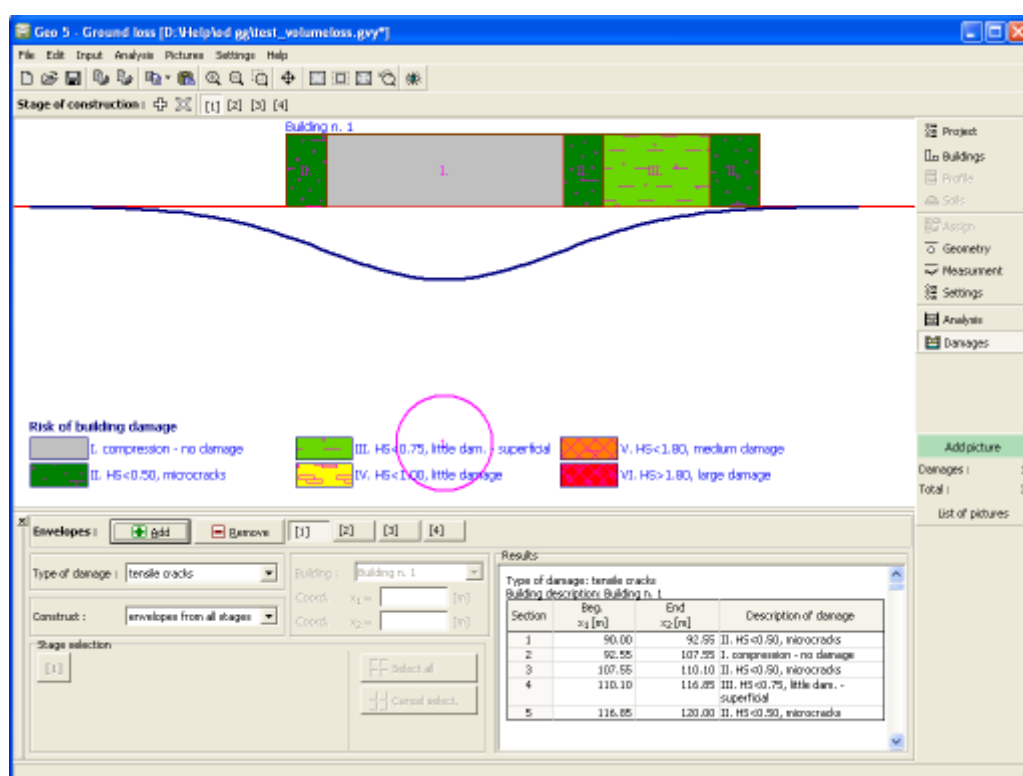 Geo 5 - Ground loss [D:\Help\od gg\test_volumeloss.gvy*]
File Edit Input Analysis Pictures Settings Help
Stage of construction : [1] [2] [3] [4]
Building n. 1
II. I. II. III. II.
Project
Buildings
Profile
Soils
Assign
Geometry
Measurment
Settings
Analysis
Damages
Risk of building damage
I. compression - no damage
II. HS<0.50, microcracks
III. HS<0.75, little dam. - superficial
IV. HS<1.00, little damage
V. HS<1.80, medium damage
VI. HS>1.80, large damage
Add picture
Damages :
Total :
List of pictures
Envelopes : Add Remove [1] [2] [3] [4]
Type of damage : tensile cracks
Construct : envelopes from all stages
Building : Building n. 1
Coord. x1 = [m]
Coord. x2 = [m]
Stage selection
[1]
Select all
Cancel select.
Results
Type of damage: tensile cracks
Building description: Building n. 1
Section Beg. x1 [m] End x2 [m] Description of damage
1 90.00 92.55 II. HS<0.50, microcracks
2 92.55 107.55 I. compression - no damage
3 107.55 110.10 II. HS<0.50, microcracks
4 110.10 116.85 III. HS<0.75, little dam. -
superficial
5 116.85 120.00 II. HS<0.50, microcracks